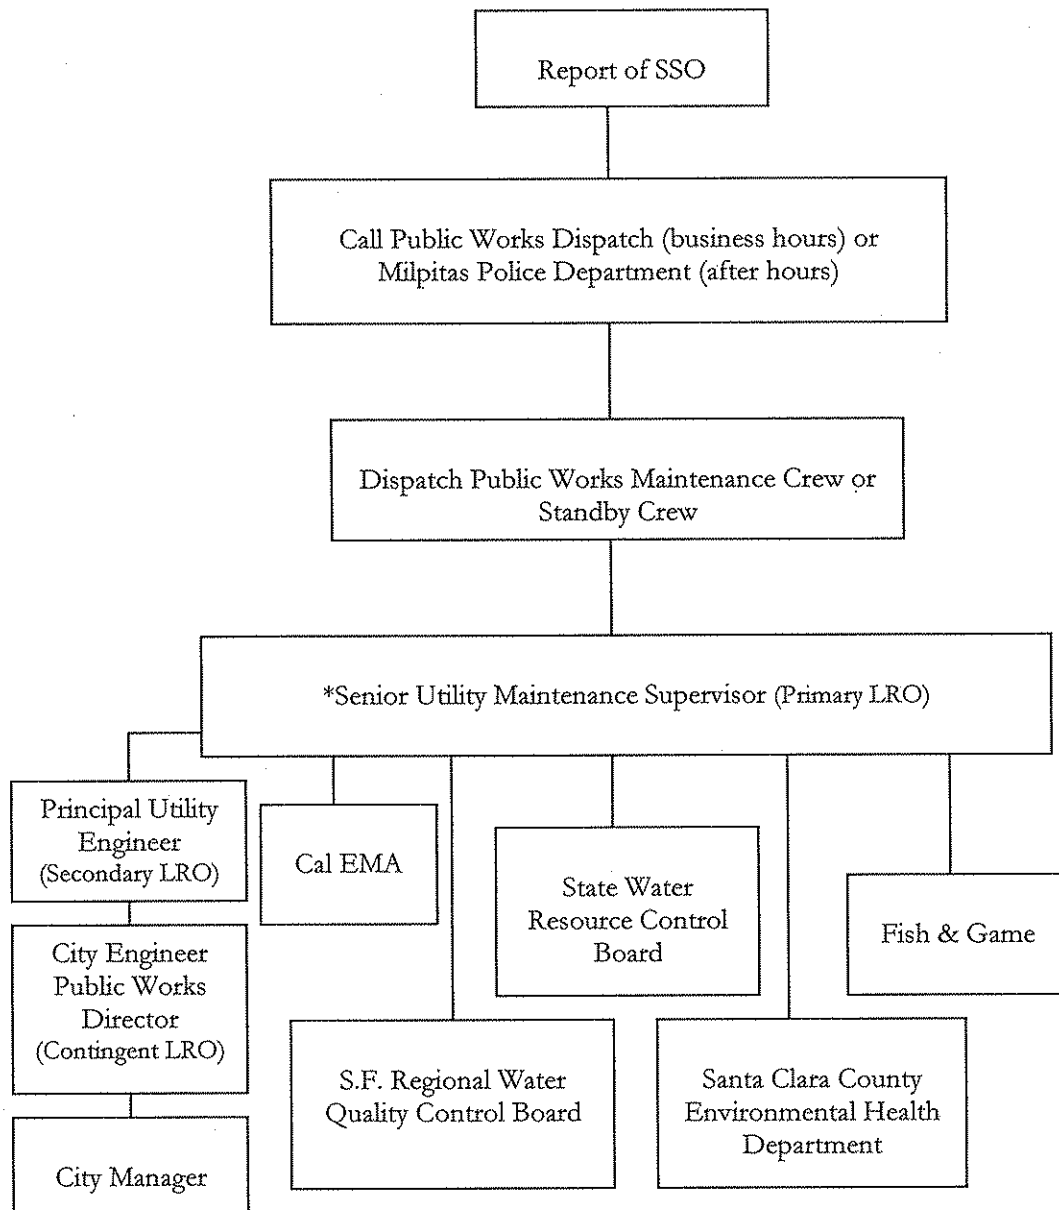 Report of SSO
Call Public Works Dispatch (business hours) or
Milpitas Police Department (after hours)
Dispatch Public Works Maintenance Crew or
Standby Crew
*Senior Utility Maintenance Supervisor (Primary LRO)
Principal Utility
Engineer
(Secondary LRO)
City Engineer
Public Works
Director
(Contingent LRO)
City Manager
Cal EMA
S.F. Regional Water
Quality Control Board
State Water
Resource Control
Board
Santa Clara County
Environmental Health
Department
Fish & Game